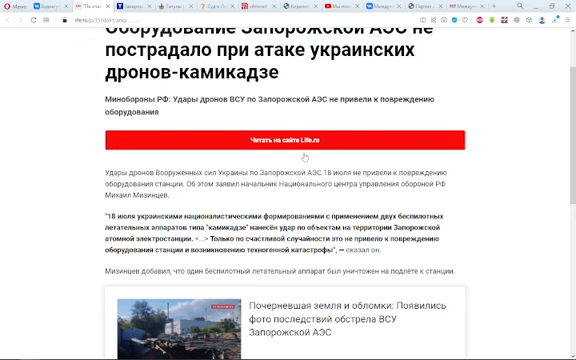 Оборудование Запорожской АЭС не
пострадало при атаке украинских
дронов-камикадзе
Минобороны РФ: Удары дронов ВСУ по Запорожской АЭС не привели к повреждению
оборудования
Читать на сайте Life.ru
Удары дронов Вооружённых сил Украины по Запорожской АЭС 18 июля не привели к повреждению
оборудования станции. Об этом заявил начальник Национального центра управления обороной РФ
Михаил Мизинцев.
"18 июля украинскими националистическими формированиями с применением двух беспилотных
летательных аппаратов типа "камикадзе" нанесён удар по объектам на территории Запорожской
атомной электростанции. <...> Только по счастливой случайности это не привело к повреждению
оборудования станции и возникновению техногенной катастрофы", — сказал он.
Мизинцев добавил, что один беспилотный летательный аппарат был уничтожен на подлёте к станции.
Почерневшая земля и обломки: Появились
фото последствий обстрела ВСУ
Запорожской АЭС